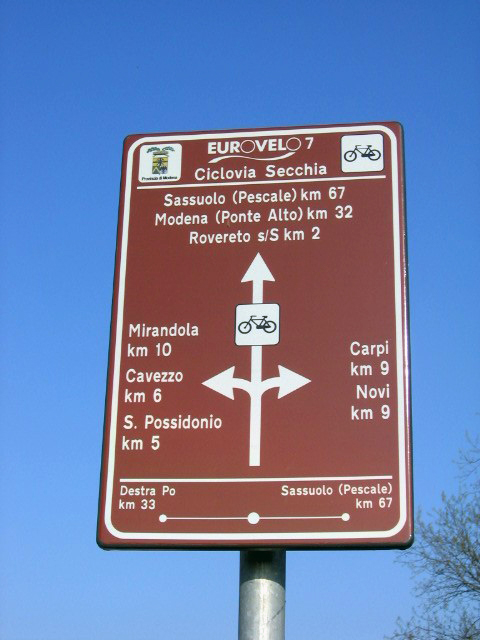 EUROVELO 7
Ciclovia Secchia
Provincia di Modena
Sassuolo (Pescale) km 67
Modena (Ponte Alto) km 32
Rovereto s/S km 2
Mirandola
km 10
Cavezzo
km 6
S. Possidonio
km 5
Carpi
km 9
Novi
km 9
Destra Po
km 33
Sassuolo (Pescale)
km 67